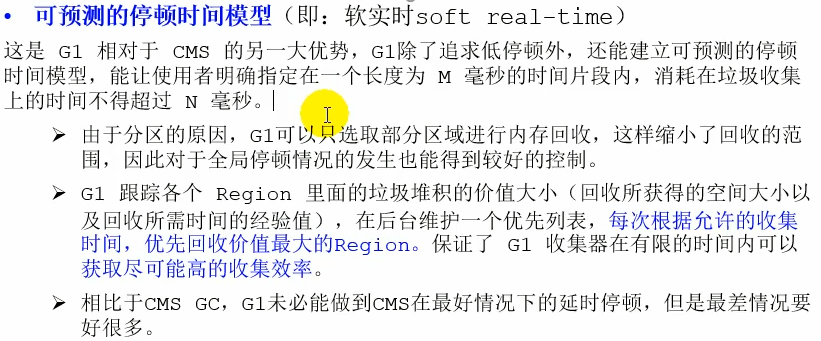 • 可预测的停顿时间模型（即：软实时soft real-time）
这是 G1 相对于 CMS 的另一大优势，G1除了追求低停顿外，还能建立可预测的停顿
时间模型，能让使用者明确指定在一个长度为 M 毫秒的时间片段内，消耗在垃圾收集
上的时间不得超过 N 毫秒。
➢ 由于分区的原因，G1可以只选取部分区域进行内存回收，这样缩小了回收的范
围，因此对于全局停顿情况的发生也能得到较好的控制。
➢ G1 跟踪各个 Region 里面的垃圾堆积的价值大小（回收所获得的空间大小以
及回收所需时间的经验值），在后台维护一个优先列表，每次根据允许的收集
时间，优先回收价值最大的Region。保证了 G1 收集器在有限的时间内可以
获取尽可能高的收集效率。
➢ 相比于CMS GC，G1未必能做到CMS在最好情况下的延时停顿，但是最差情况要
好很多。